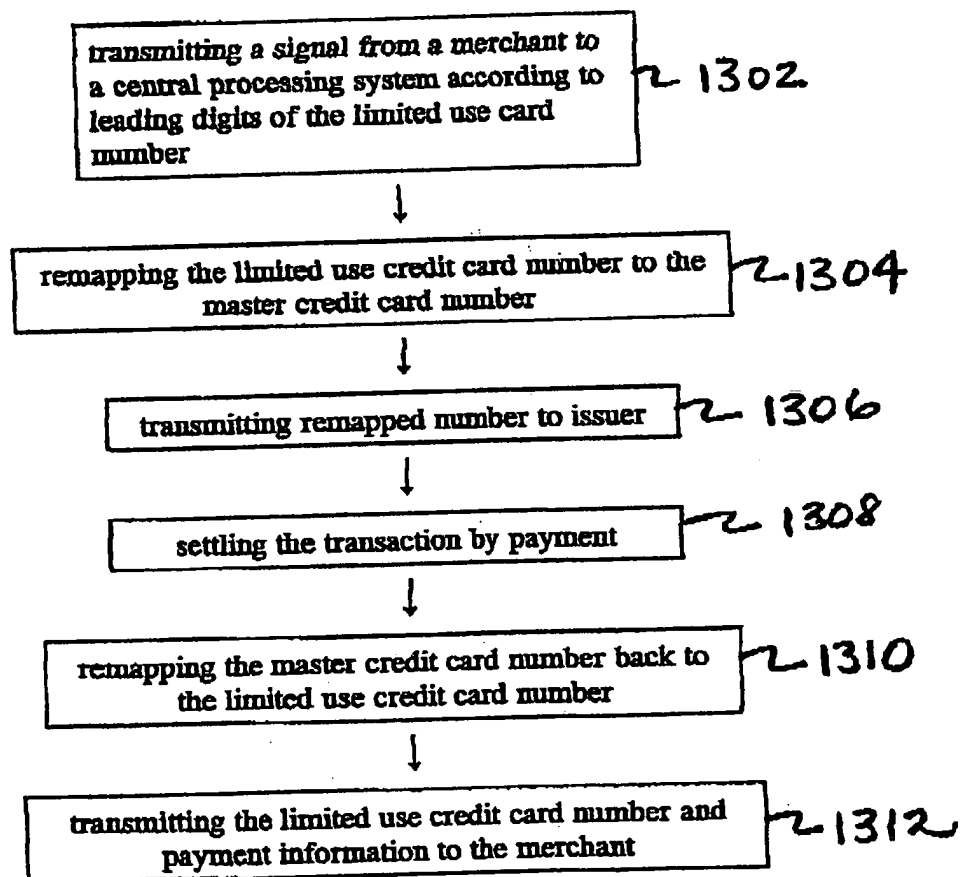 transmitting a signal from a merchant to
a central processing system according to
leading digits of the limited use card
number
1302
remapping the limited use credit card number to the
master credit card number
1304
transmitting remapped number to issuer
1306
settling the transaction by payment
1308
remapping the master credit card number back to
the limited use credit card number
1310
transmitting the limited use credit card number and
payment information to the merchant
1312